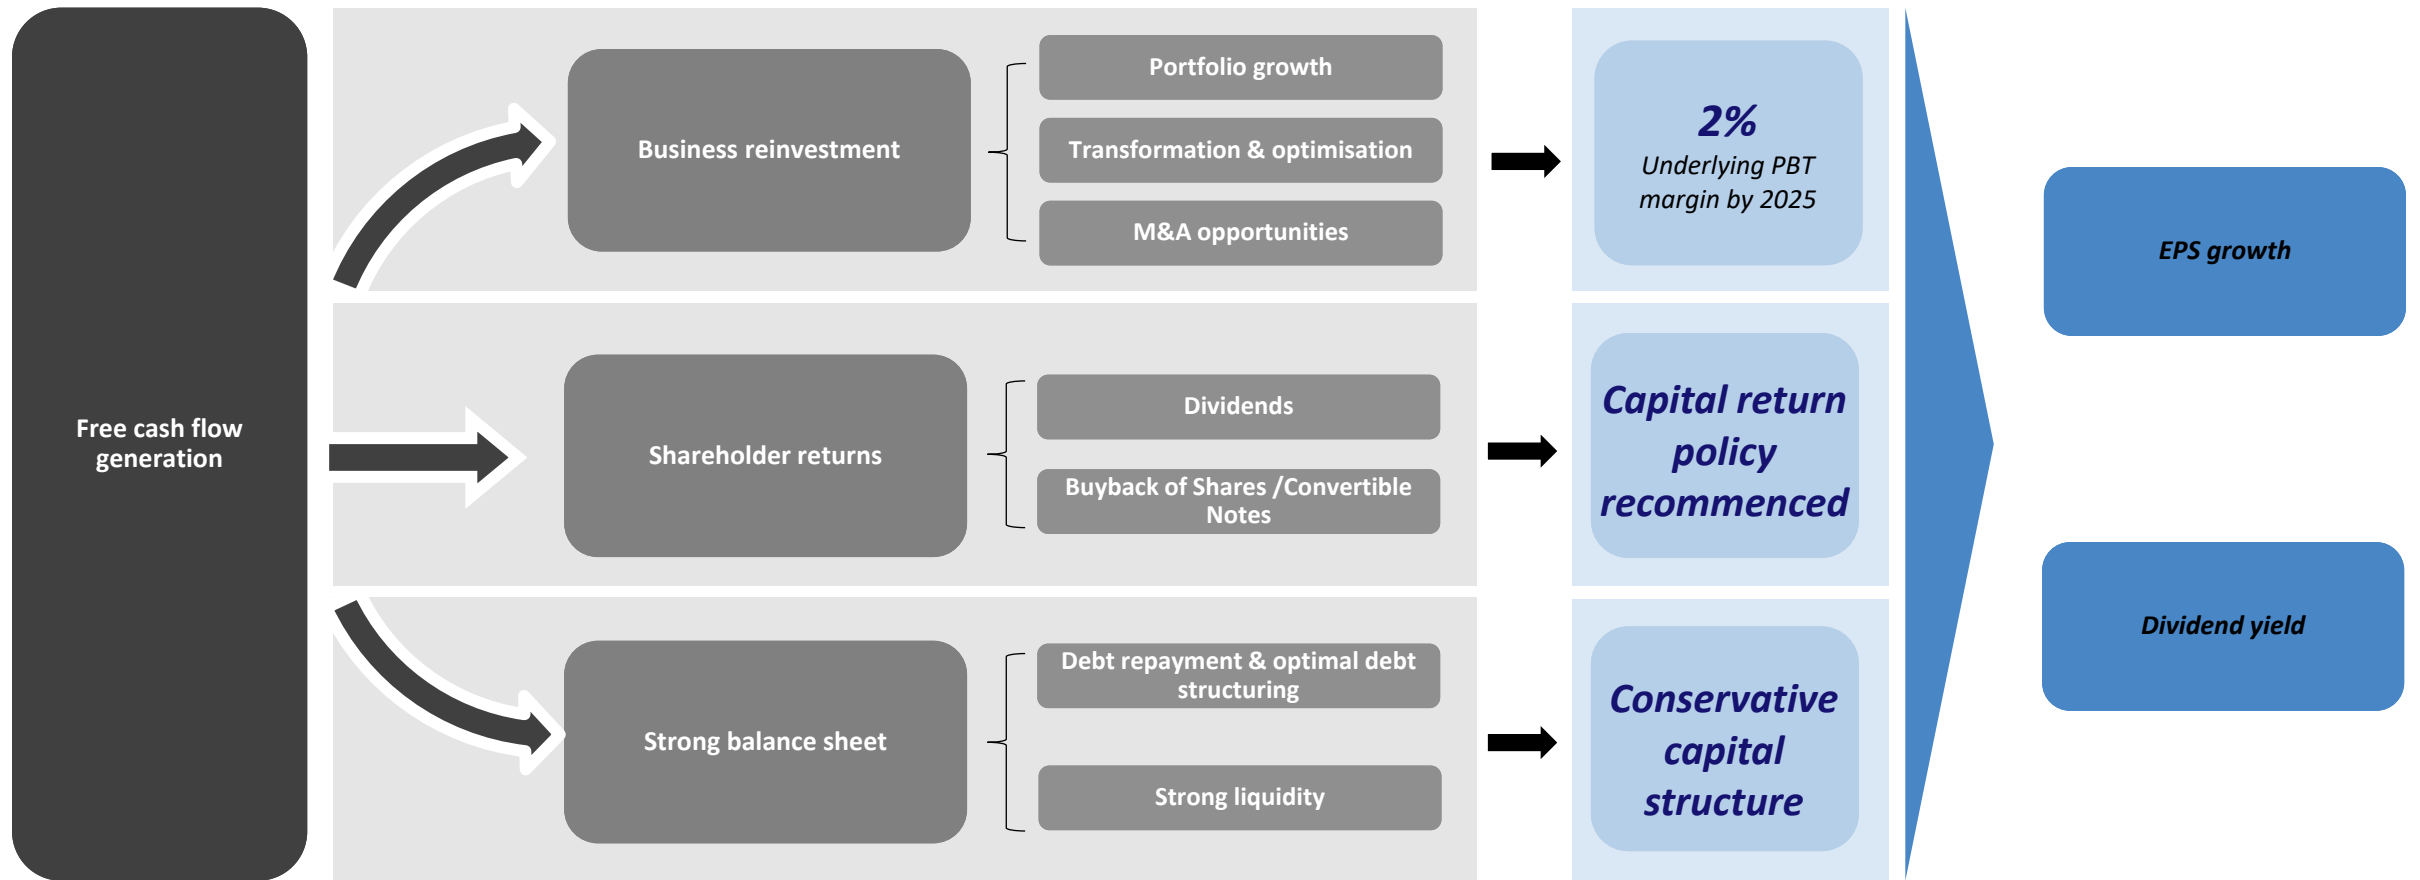 Free cash flow
generation
Business reinvestment
Portfolio growth
Transformation & optimisation
M&A opportunities
2%
Underlying PBT
margin by 2025
Shareholder returns
Dividends
Buyback of Shares /Convertible
Notes
Capital return
policy
recommenced
Strong balance sheet
Debt repayment & optimal debt
structuring
Strong liquidity
Conservative
capital
structure
EPS growth
Dividend yield